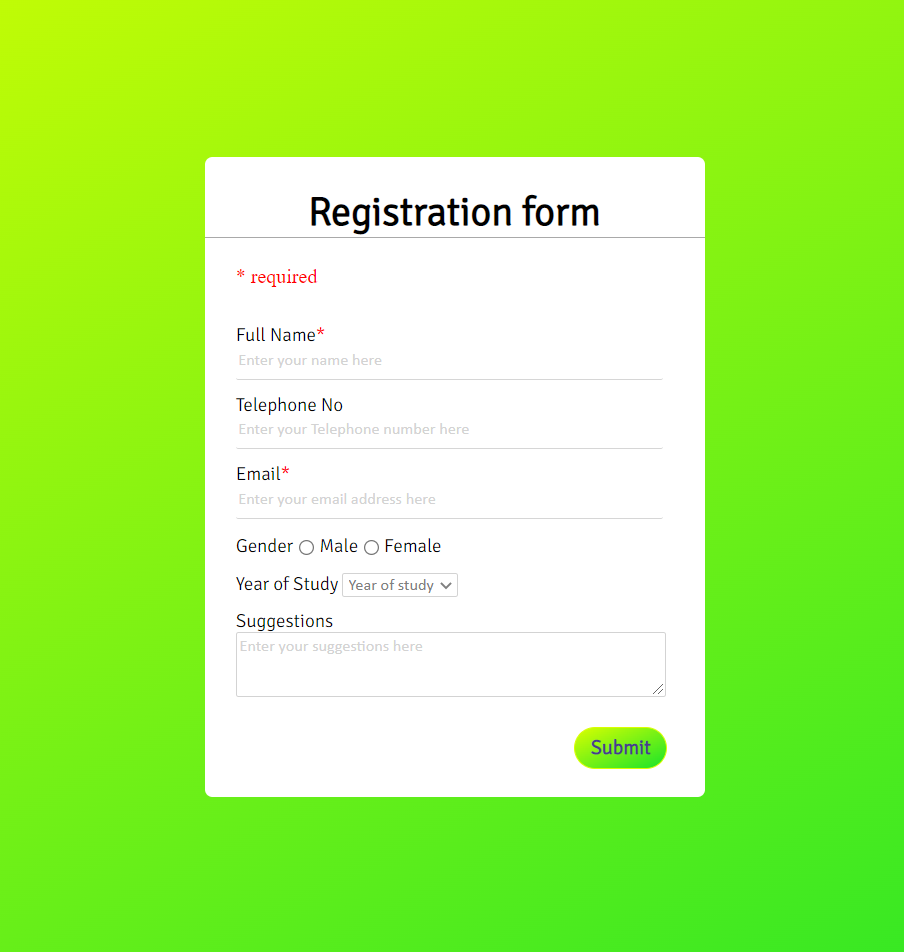 Registration form
* required
Full Name*
Enter your name here
Telephone No
Enter your Telephone number here
Email*
Enter your email address here
Gender Male Female
Year of Study Year of study
Suggestions
Enter your suggestions here
Submit